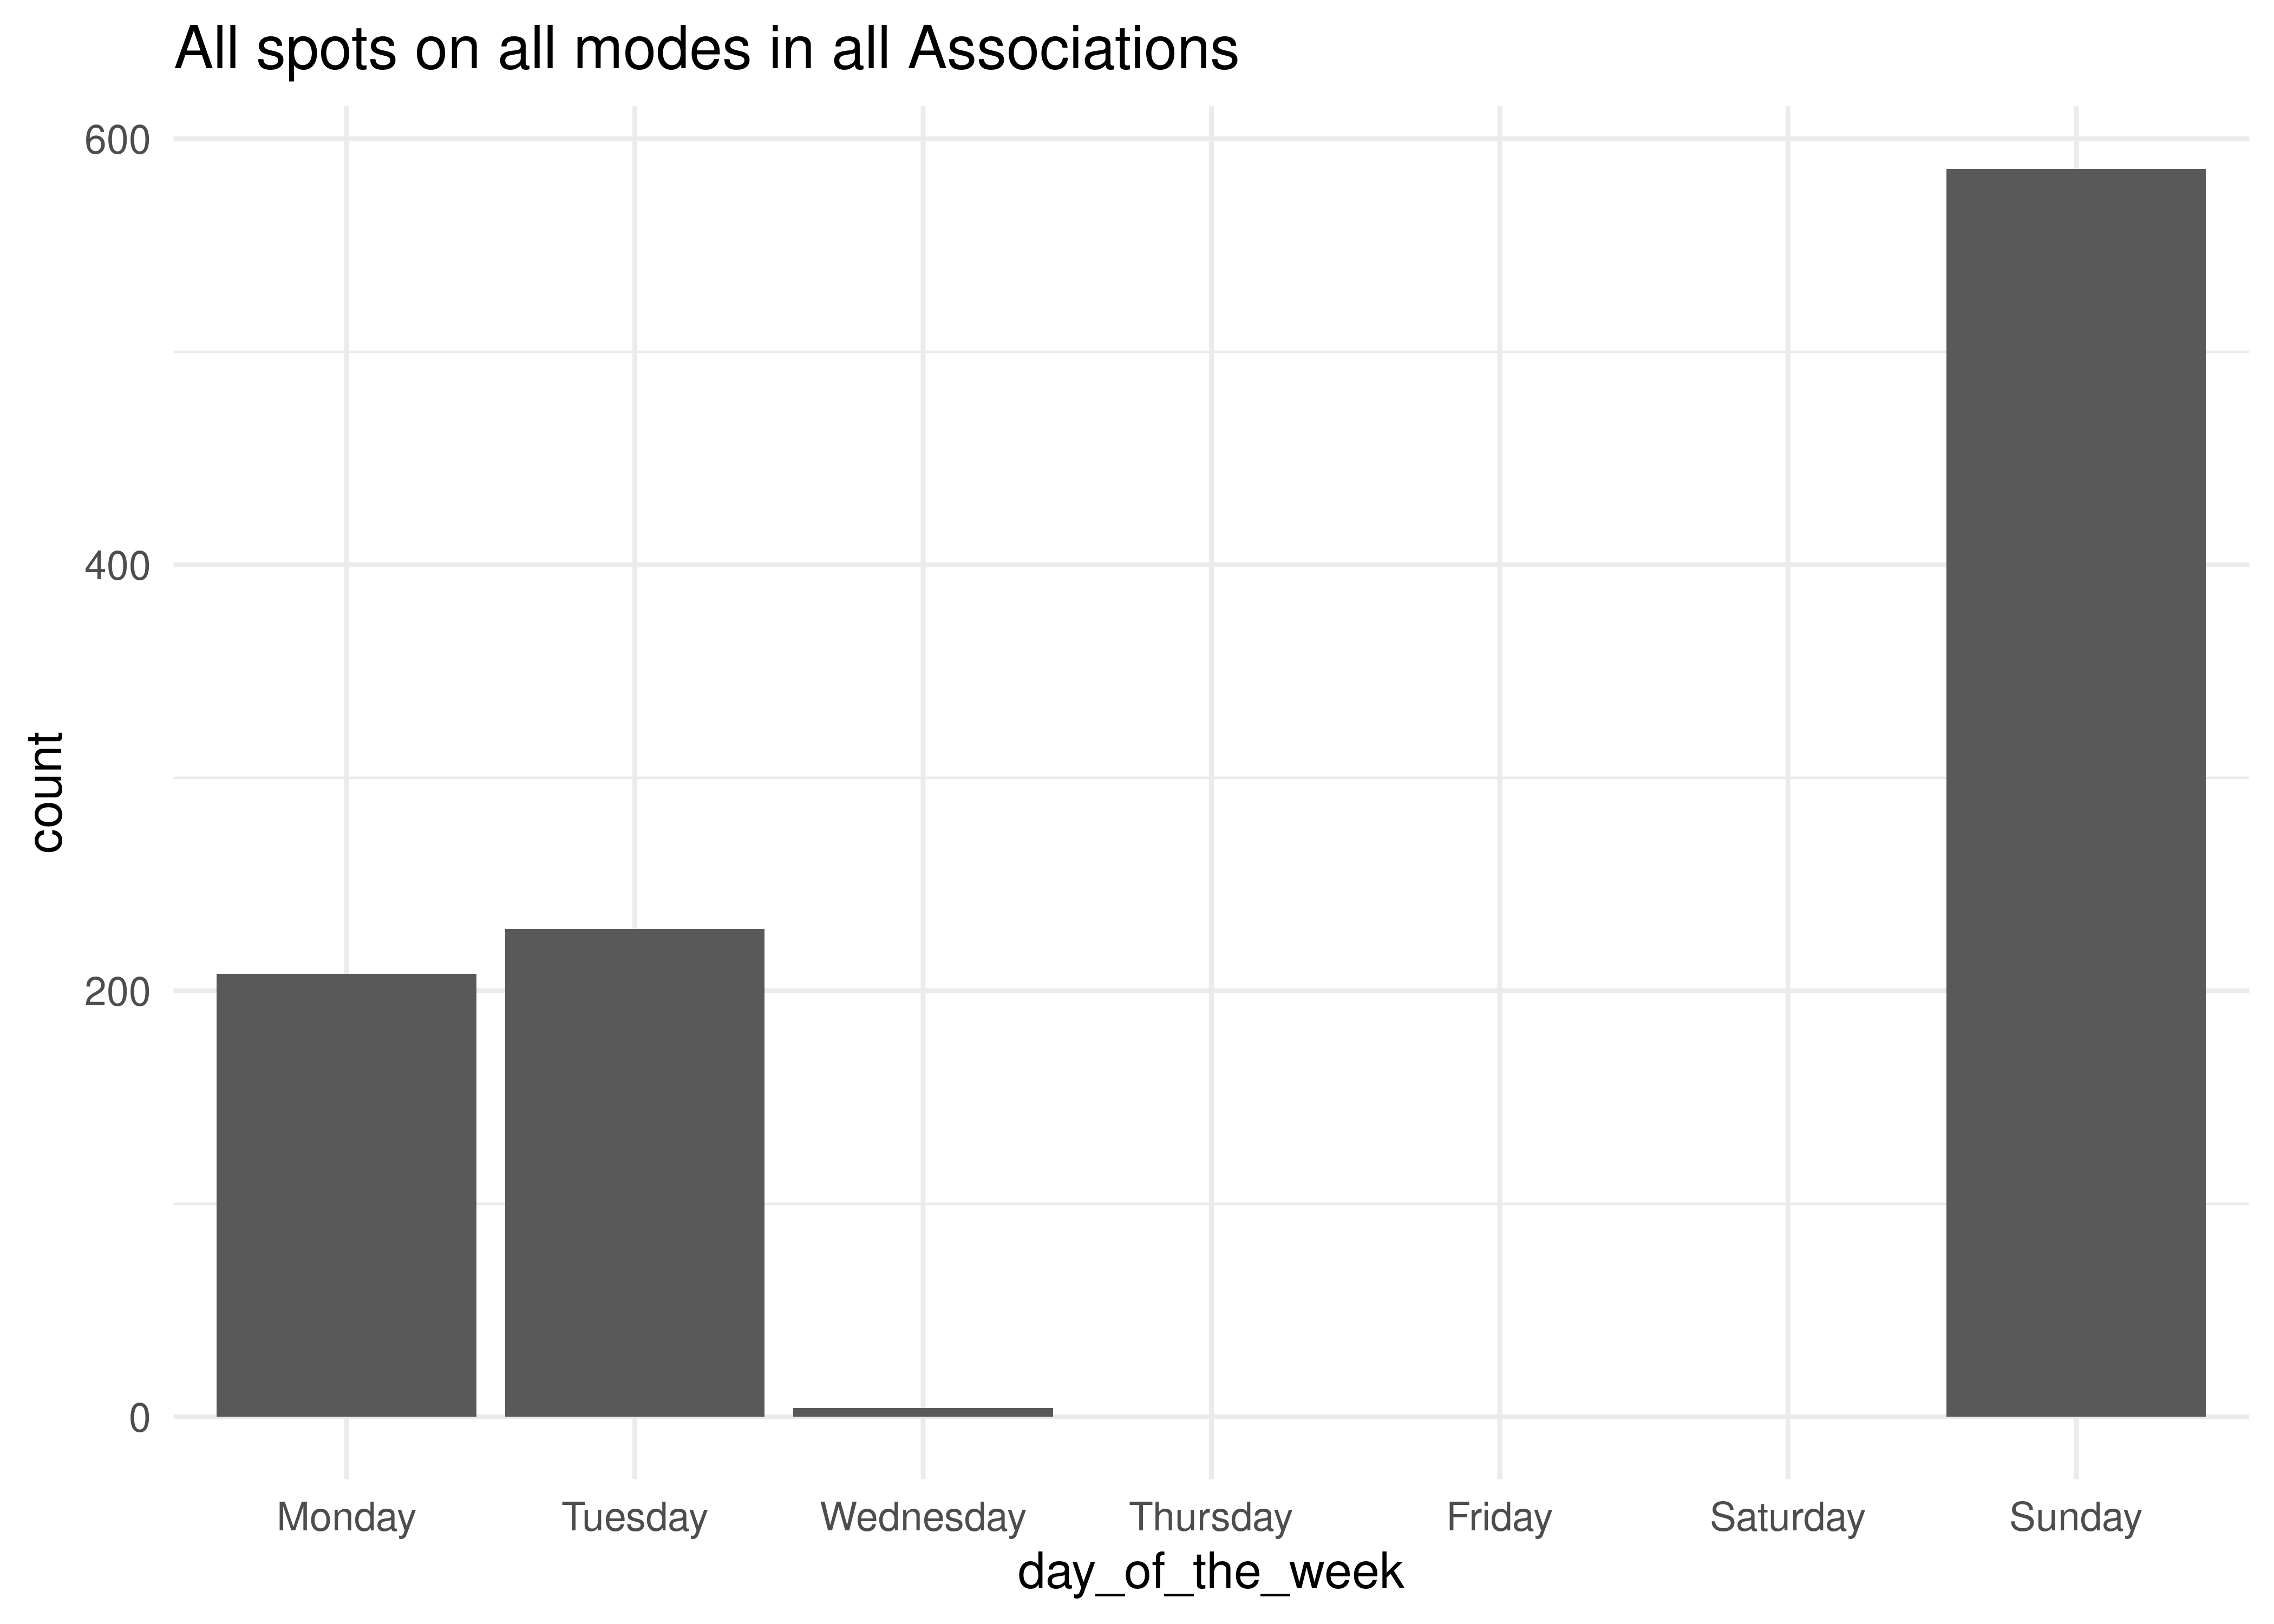 All spots on all modes in all Associations
600
400
200
0
count
Monday Tuesday Wednesday Thursday Friday Saturday Sunday
day_of_the_week